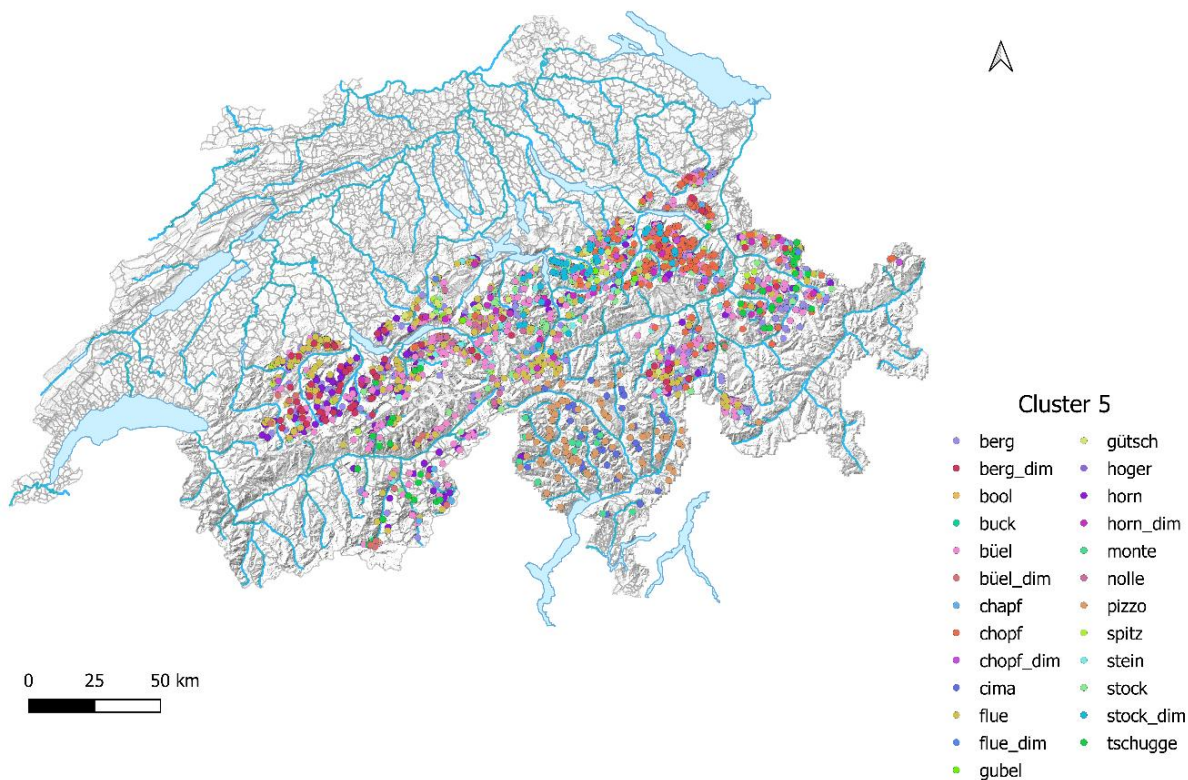 Cluster 5
berg
berg_dim
bool
buck
büel
büel_dim
chapf
chopf
chopf_dim
cima
flue
flue_dim
gubel
gütsch
hoger
horn
horn_dim
monte
nolle
pizzo
spitz
stein
stock
stock_dim
tschugge
0 25 50 km